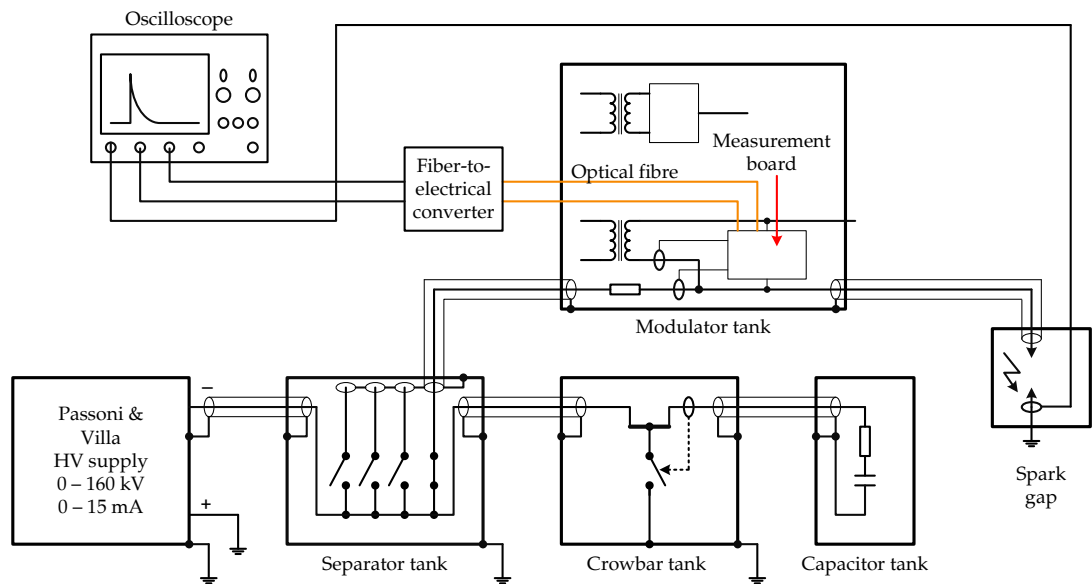 Oscilloscope
Measurement
board
Fiber-to-
electrical
converter
Optical fibre
Modulator tank
Passoni &
Villa
HV supply
0 – 160 kV
0 – 15 mA
–
+
Separator tank
Crowbar tank
Capacitor tank
Spark
gap